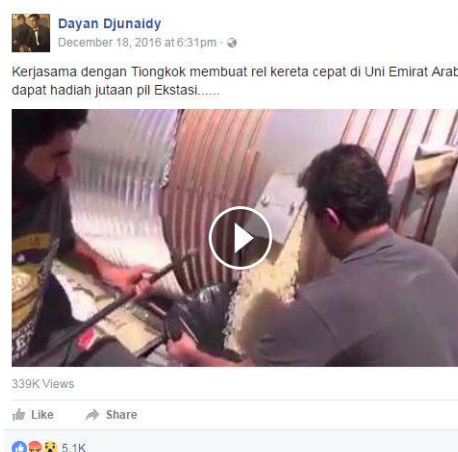 Dayan Djunaidy
December 18, 2016 at 6:31pm ·
Kerjasama dengan Tiongkok membuat rel kereta cepat di Uni Emirat Arab
dapat hadiah jutaan pil Ekstasi......
339K Views
Like Share
5.1K